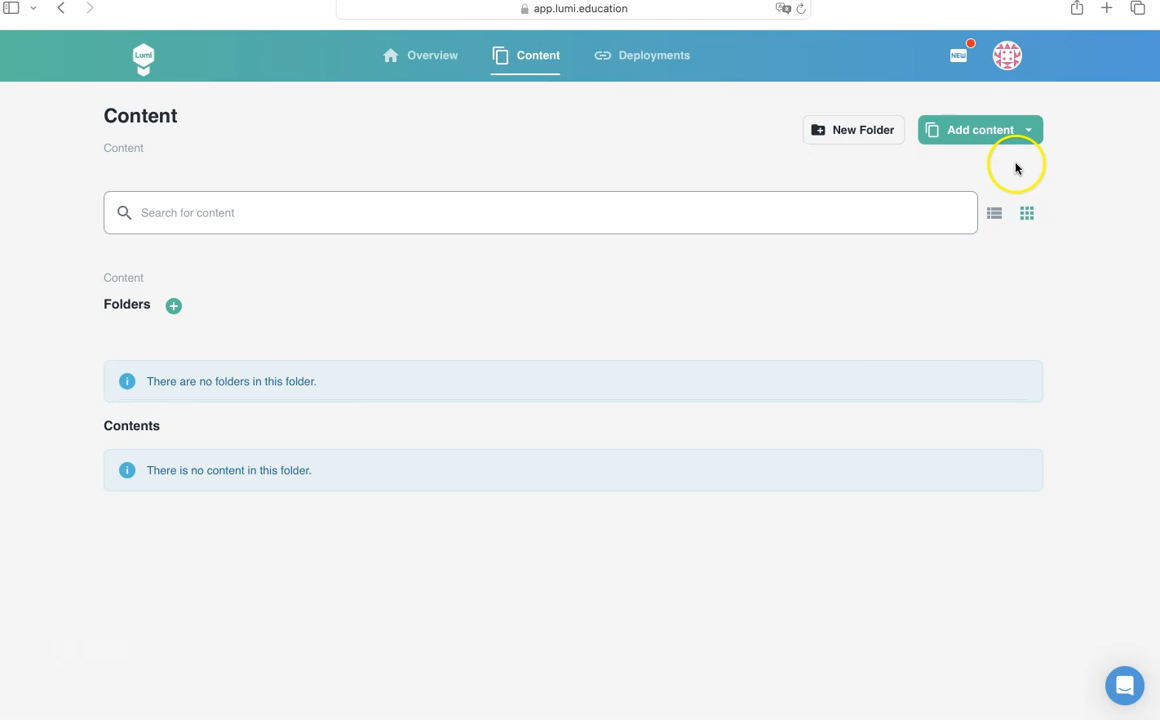 app.lumi.education
Lumi
Overview
Content
Deployments
NEW
Content
Content
New Folder
Add content
Search for content
Content
Folders
There are no folders in this folder.
Contents
There is no content in this folder.